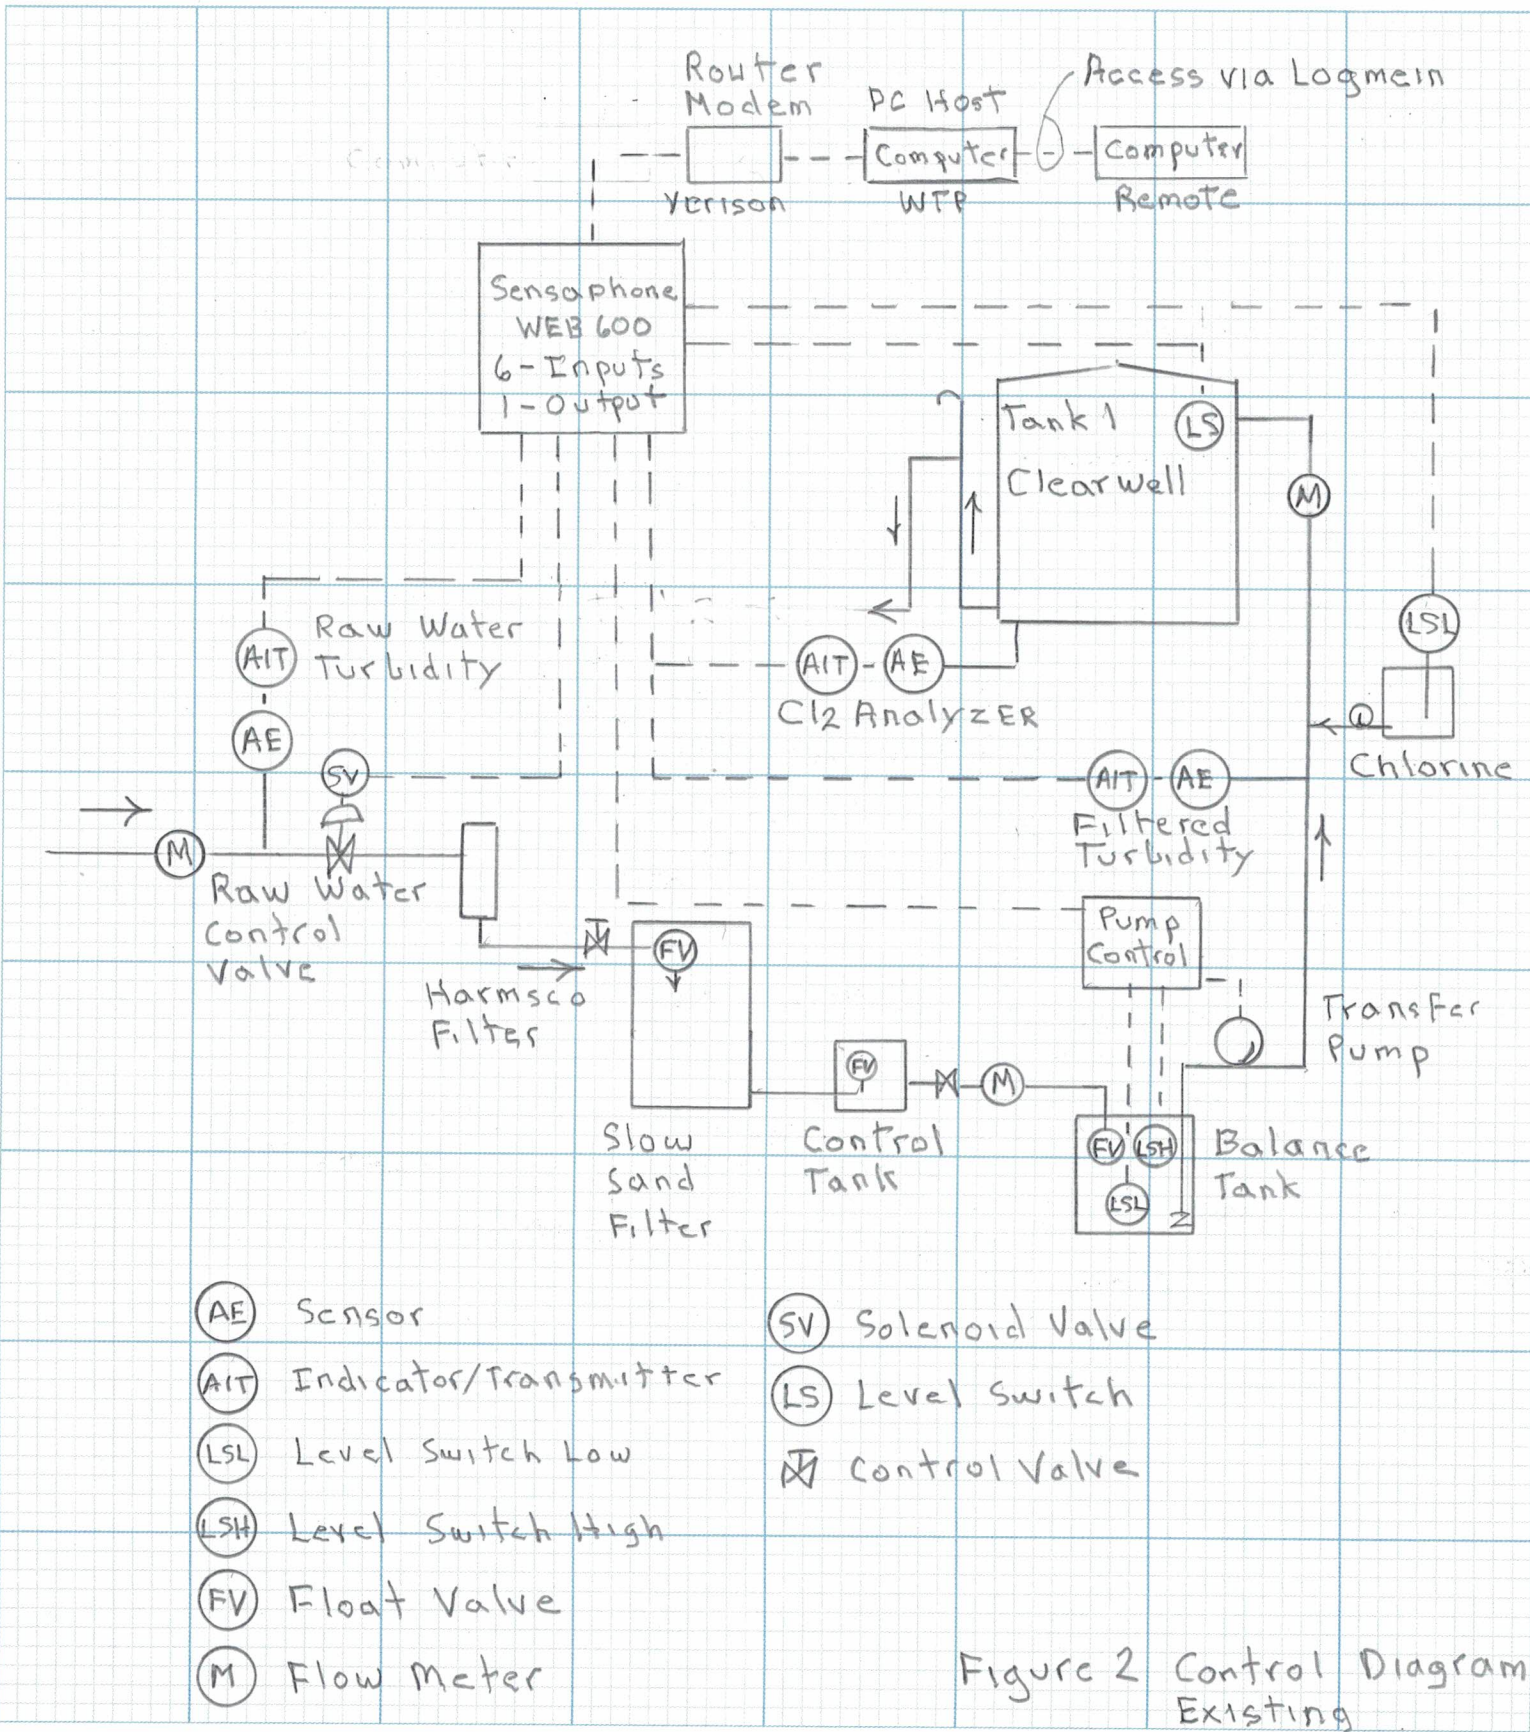 Router
Modem
PC Host
Access via Logmein
Computer
Computer
Verison
WTP
Remote
Sensaphone
WEB 600
6-Inputs
1-Output
Tank 1
LS
Clearwell
M
LSL
Raw Water
Turbidity
AIT
AIT
AE
Cl2 AnalyzER
AE
SV
Chlorine
AIT
AE
Filtered
Turbidity
M
Raw Water
Control
Valve
Pump
Control
FV
Harmsco
Filter
Transfer
Pump
FV
M
Slow
Sand
Filter
Control
Tank
FV
LSH
LSL
Balance
Tank
AE Sensor
AIT Indicator/Transmitter
LSL Level Switch Low
LSH Level Switch High
FV Float Valve
M Flow Meter
SV Solenoid Valve
LS Level Switch
Control Valve
Figure 2 Control Diagram
Existing